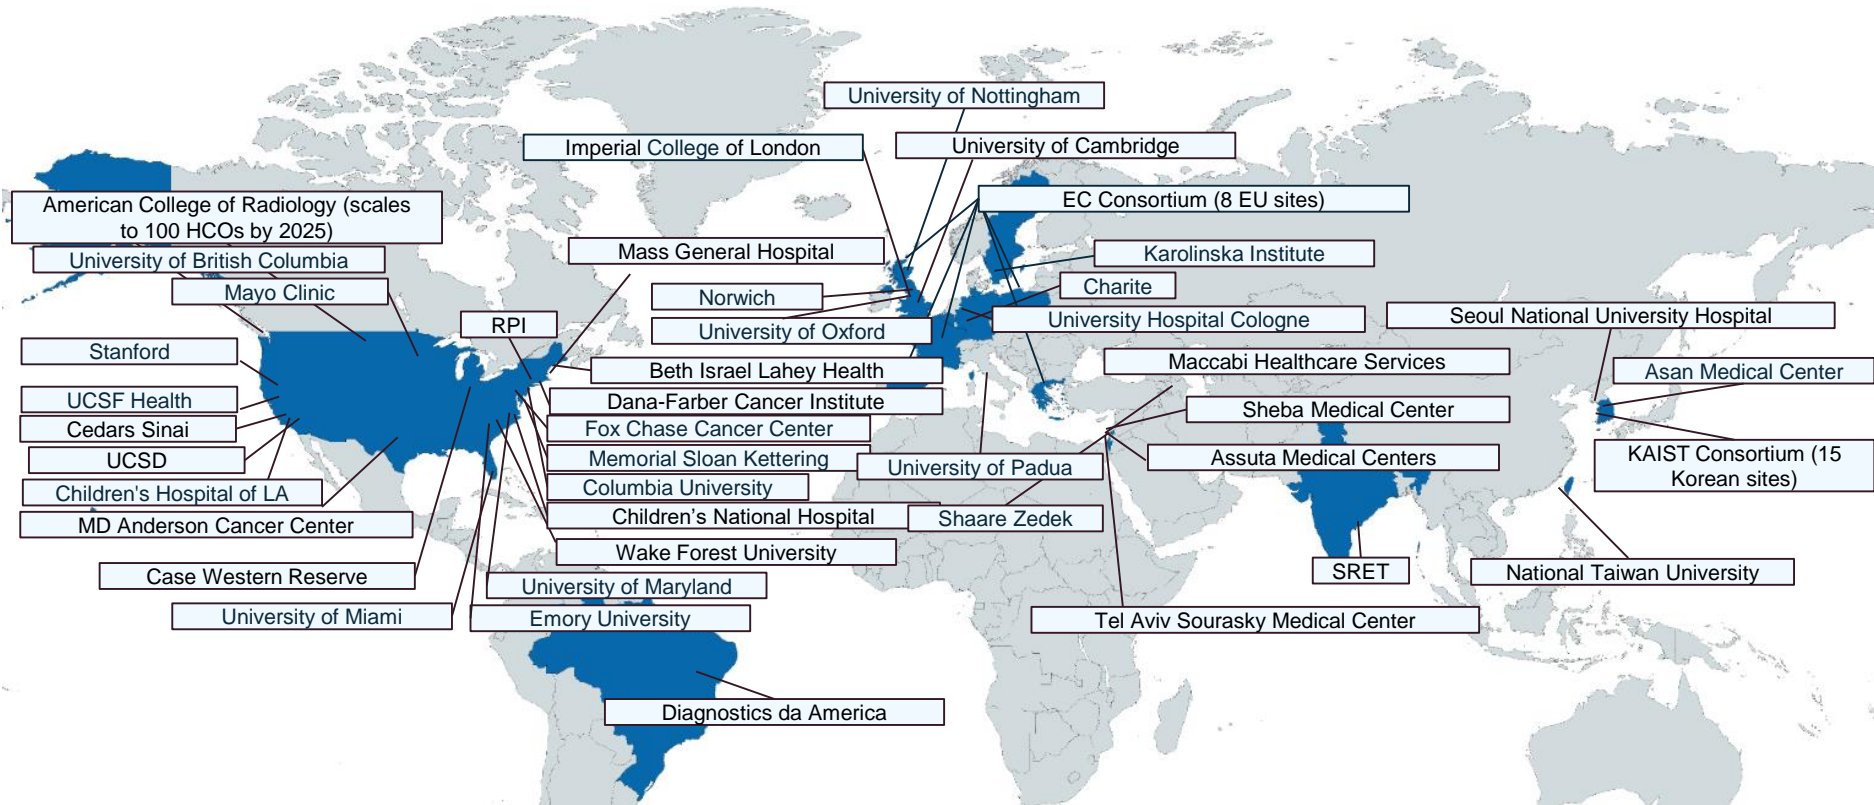 University of Nottingham
Imperial College of London
University of Cambridge
American College of Radiology (scales
to 100 HCOs by 2025)
EC Consortium (8 EU sites)
University of British Columbia
Mass General Hospital
Karolinska Institute
Mayo Clinic
Norwich
Charite
RPI
University of Oxford
University Hospital Cologne
Seoul National University Hospital
Stanford
Beth Israel Lahey Health
Maccabi Healthcare Services
Asan Medical Center
UCSF Health
Dana-Farber Cancer Institute
Sheba Medical Center
Cedars Sinai
Fox Chase Cancer Center
UCSD
Memorial Sloan Kettering
University of Padua
Assuta Medical Centers
KAIST Consortium (15
Korean sites)
Children's Hospital of LA
Columbia University
MD Anderson Cancer Center
Children’s National Hospital
Shaare Zedek
Wake Forest University
Case Western Reserve
University of Maryland
SRET
National Taiwan University
University of Miami
Emory University
Tel Aviv Sourasky Medical Center
Diagnostics da America